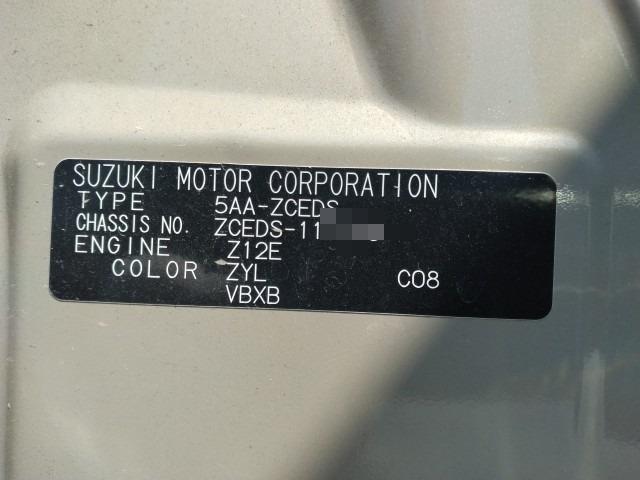 SUZUKI MOTOR CORPORATION
TYPE 5AA-ZCEDS
CHASSIS NO. ZCEDS-11
ENGINE Z12E
COLOR ZYL C08
VBXB